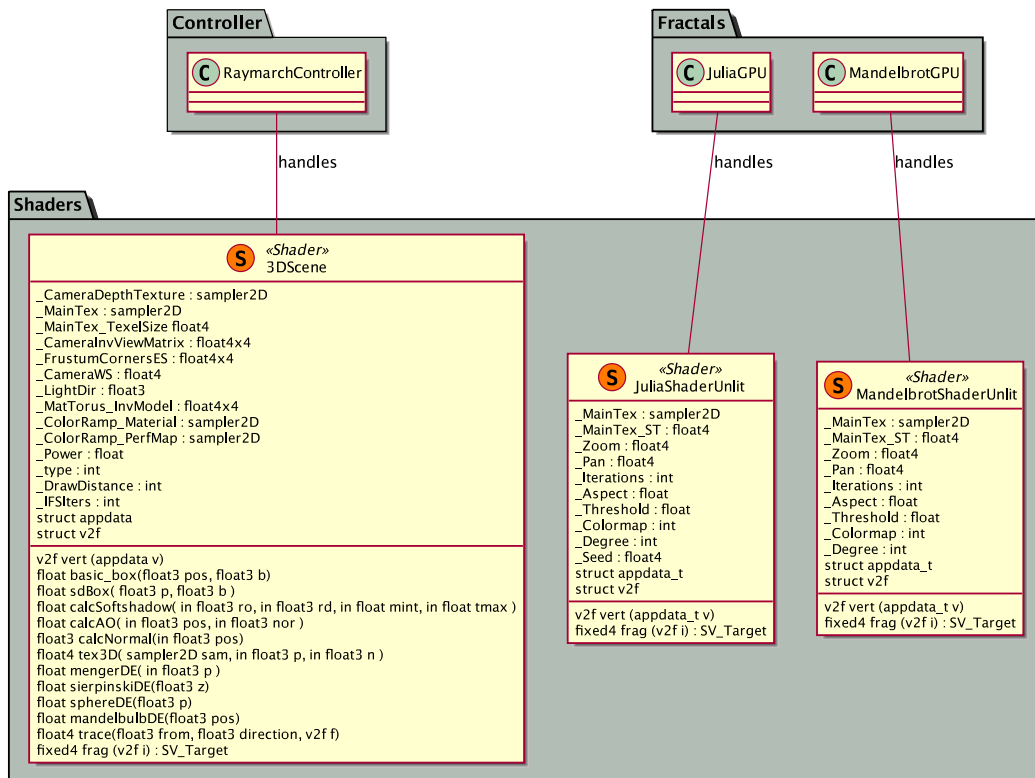 Controller
Fractals
C RaymarchController
C JuliaGPU
C MandelbrotGPU
handles
handles
handles
Shaders
S
«Shader»
3DScene
_CameraDepthTexture : sampler2D
_MainTex : sampler2D
_MainTex_TexelSize float4
_CameraInvViewMatrix : float4x4
_FrustumCornersES : float4x4
_CameraWS : float4
_LightDir : float3
_MatTorus_InvModel : float4x4
_ColorRamp_Material : sampler2D
_ColorRamp_PerfMap : sampler2D
_Power : float
_type : int
_DrawDistance : int
_IFSIters : int
struct appdata
struct v2f
v2f vert (appdata v)
float basic_box(float3 pos, float3 b)
float sdBox( float3 p, float3 b )
float calcSoftshadow( in float3 ro, in float3 rd, in float mint, in float tmax )
float calcAO( in float3 pos, in float3 nor )
float3 calcNormal(in float3 pos)
float4 tex3D( sampler2D sam, in float3 p, in float3 n )
float mengerDE( in float3 p )
float sierpinskiDE(float3 z)
float sphereDE(float3 p)
float mandelbulbDE(float3 pos)
float4 trace(float3 from, float3 direction, v2f f)
fixed4 frag (v2f i) : SV_Target
S
«Shader»
JuliaShaderUnlit
_MainTex : sampler2D
_MainTex_ST : float4
_Zoom : float4
_Pan : float4
_Iterations : int
_Aspect : float
_Threshold : float
_Colormap : int
_Degree : int
_Seed : float4
struct appdata_t
struct v2f
v2f vert (appdata_t v)
fixed4 frag (v2f i) : SV_Target
S
«Shader»
MandelbrotShaderUnlit
_MainTex : sampler2D
_MainTex_ST : float4
_Zoom : float4
_Pan : float4
_Iterations : int
_Aspect : float
_Threshold : float
_Colormap : int
_Degree : int
struct appdata_t
struct v2f
v2f vert (appdata_t v)
fixed4 frag (v2f i) : SV_Target